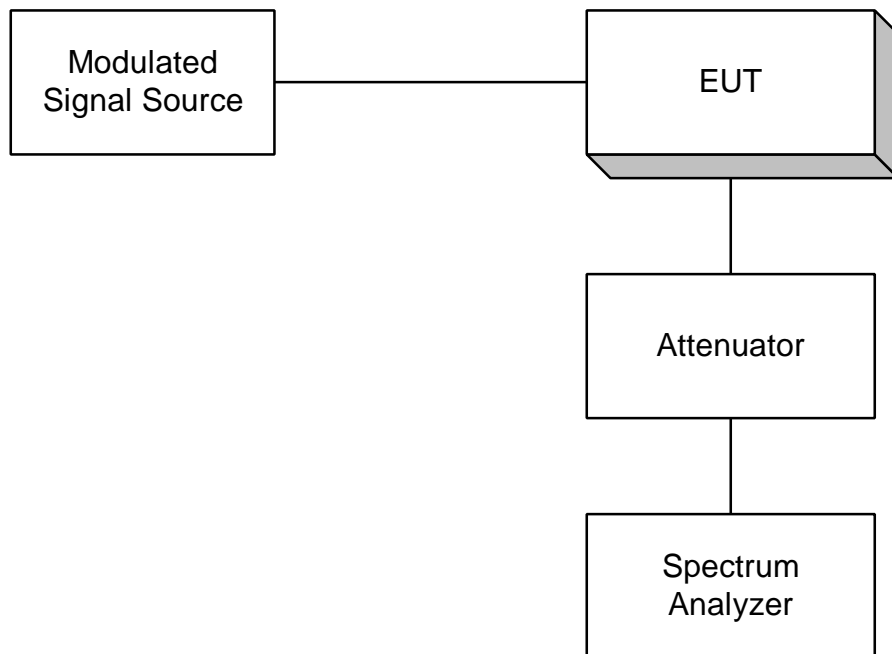 Modulated
Signal Source
EUT
Attenuator
Spectrum
Analyzer